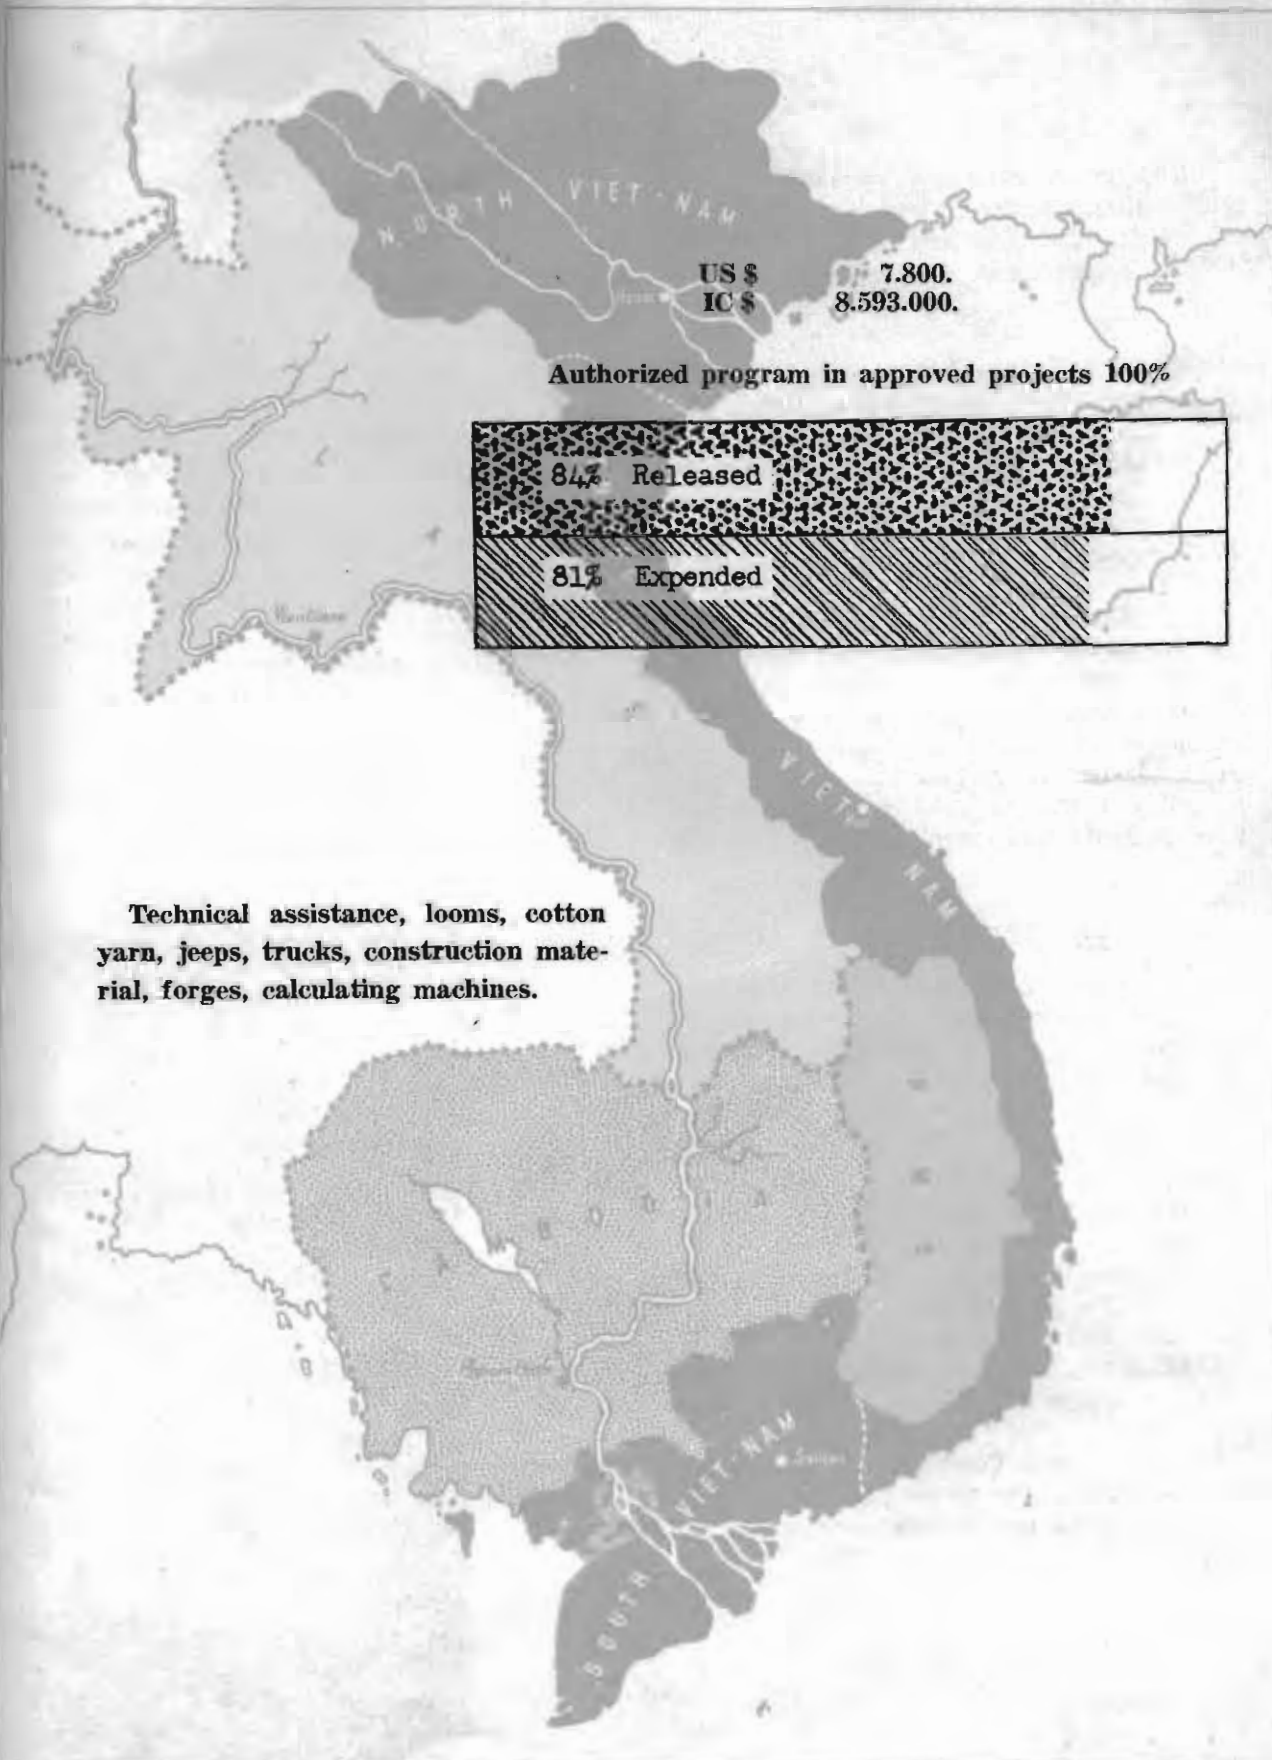 NORTH VIET-NAM
US $ 7.800.
IC $ 8.593.000.
Authorized program in approved projects 100%
84% Released
81% Expended
Vientiane
VIET
NAM
Technical assistance, looms, cotton
yarn, jeeps, trucks, construction mate-
rial, forges, calculating machines.
CAMBODIA
SOUTH VIET-NAM